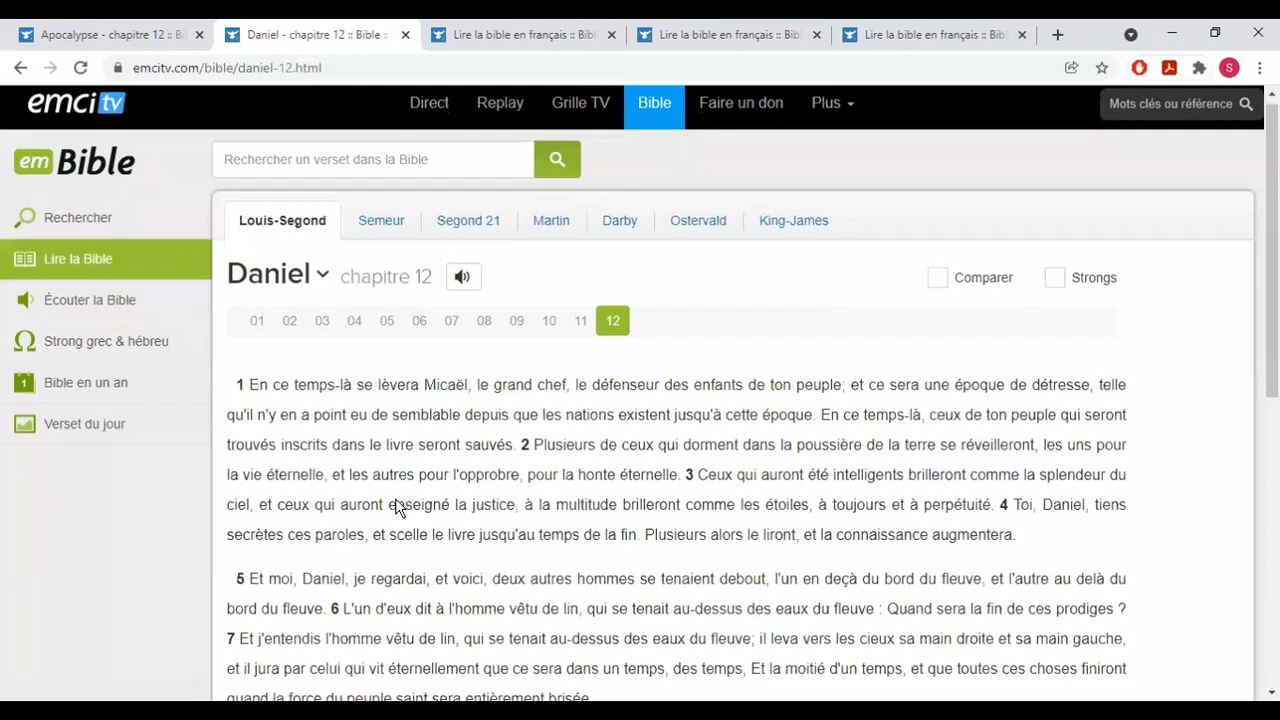 Apocalypse - chapitre 12 :: Bi
Daniel - chapitre 12 :: Bible ::
Lire la bible en français :: Bib
Lire la bible en français :: Bib
Lire la bible en français :: Bib
emcitv.com/bible/daniel-12.html
S
emci tv
Direct
Replay
Grille TV
Bible
Faire un don
Plus
Mots clés ou référence
em Bible
Rechercher un verset dans la Bible
Rechercher
Lire la Bible
Écouter la Bible
Strong grec & hébreu
1 Bible en un an
Verset du jour
Louis-Segond
Semeur
Segond 21
Martin
Darby
Ostervald
King-James
Daniel chapitre 12
Comparer
Strongs
01 02 03 04 05 06 07 08 09 10 11 12
1 En ce temps-là se lèvera Micaël, le grand chef, le défenseur des enfants de ton peuple; et ce sera une époque de détresse, telle
qu'il n'y en a point eu de semblable depuis que les nations existent jusqu'à cette époque. En ce temps-là, ceux de ton peuple qui seront
trouvés inscrits dans le livre seront sauvés. 2 Plusieurs de ceux qui dorment dans la poussière de la terre se réveilleront, les uns pour
la vie éternelle, et les autres pour l'opprobre, pour la honte éternelle. 3 Ceux qui auront été intelligents brilleront comme la splendeur du
ciel, et ceux qui auront enseigné la justice, à la multitude brilleront comme les étoiles, à toujours et à perpétuité. 4 Toi, Daniel, tiens
secrètes ces paroles, et scelle le livre jusqu'au temps de la fin. Plusieurs alors le liront, et la connaissance augmentera.
5 Et moi, Daniel, je regardai, et voici, deux autres hommes se tenaient debout, l'un en deçà du bord du fleuve, et l'autre au delà du
bord du fleuve. 6 L'un d'eux dit à l'homme vêtu de lin, qui se tenait au-dessus des eaux du fleuve : Quand sera la fin de ces prodiges ?
7 Et j'entendis l'homme vêtu de lin, qui se tenait au-dessus des eaux du fleuve; il leva vers les cieux sa main droite et sa main gauche,
et il jura par celui qui vit éternellement que ce sera dans un temps, des temps, Et la moitié d'un temps, et que toutes ces choses finiront
quand la force du peuple saint sera entièrement brisée.